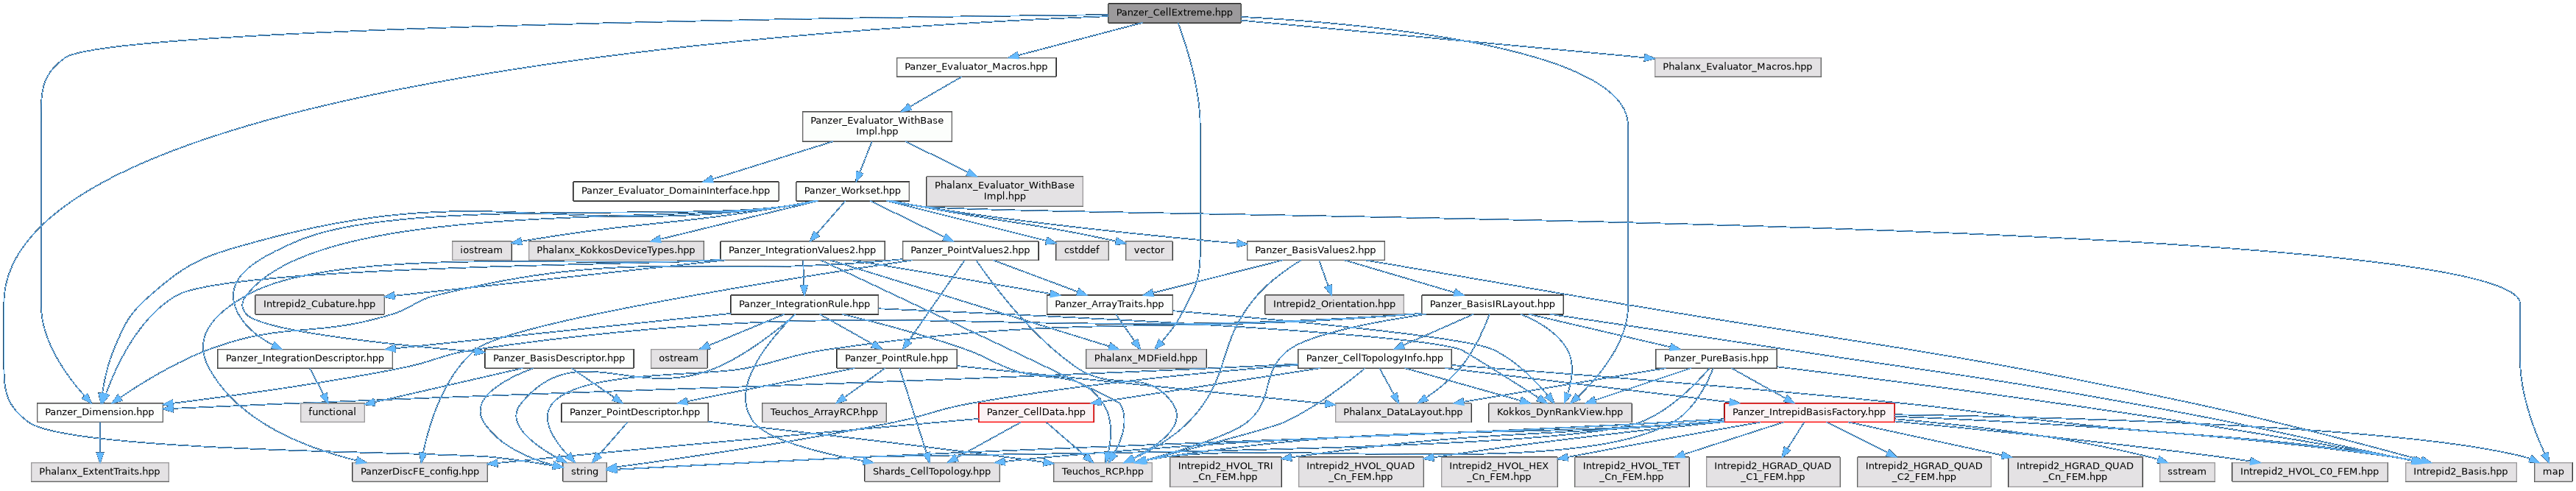 Panzer_CellExtreme.hpp
Panzer_Evaluator_Macros.hpp
Phalanx_Evaluator_Macros.hpp
Panzer_Evaluator_WithBase
Impl.hpp
Panzer_Evaluator_DomainInterface.hpp
Panzer_Workset.hpp
Phalanx_Evaluator_WithBase
Impl.hpp
iostream
Phalanx_KokkosDeviceTypes.hpp
Panzer_IntegrationValues2.hpp
Panzer_PointValues2.hpp
cstddef
vector
Panzer_BasisValues2.hpp
Intrepid2_Cubature.hpp
Panzer_IntegrationRule.hpp
Panzer_ArrayTraits.hpp
Intrepid2_Orientation.hpp
Panzer_BasisIRLayout.hpp
Panzer_IntegrationDescriptor.hpp
Panzer_BasisDescriptor.hpp
ostream
Panzer_PointRule.hpp
Phalanx_MDField.hpp
Panzer_CellTopologyInfo.hpp
Panzer_PureBasis.hpp
Panzer_Dimension.hpp
functional
Panzer_PointDescriptor.hpp
Teuchos_ArrayRCP.hpp
Panzer_CellData.hpp
Phalanx_DataLayout.hpp
Kokkos_DynRankView.hpp
Panzer_IntrepidBasisFactory.hpp
Phalanx_ExtentTraits.hpp
PanzerDiscFE_config.hpp
string
Shards_CellTopology.hpp
Teuchos_RCP.hpp
Intrepid2_HVOL_TRI
_Cn_FEM.hpp
Intrepid2_HVOL_QUAD
_Cn_FEM.hpp
Intrepid2_HVOL_HEX
_Cn_FEM.hpp
Intrepid2_HVOL_TET
_Cn_FEM.hpp
Intrepid2_HGRAD_QUAD
_C1_FEM.hpp
Intrepid2_HGRAD_QUAD
_C2_FEM.hpp
Intrepid2_HGRAD_QUAD
_Cn_FEM.hpp
sstream
Intrepid2_HVOL_C0_FEM.hpp
Intrepid2_Basis.hpp
map